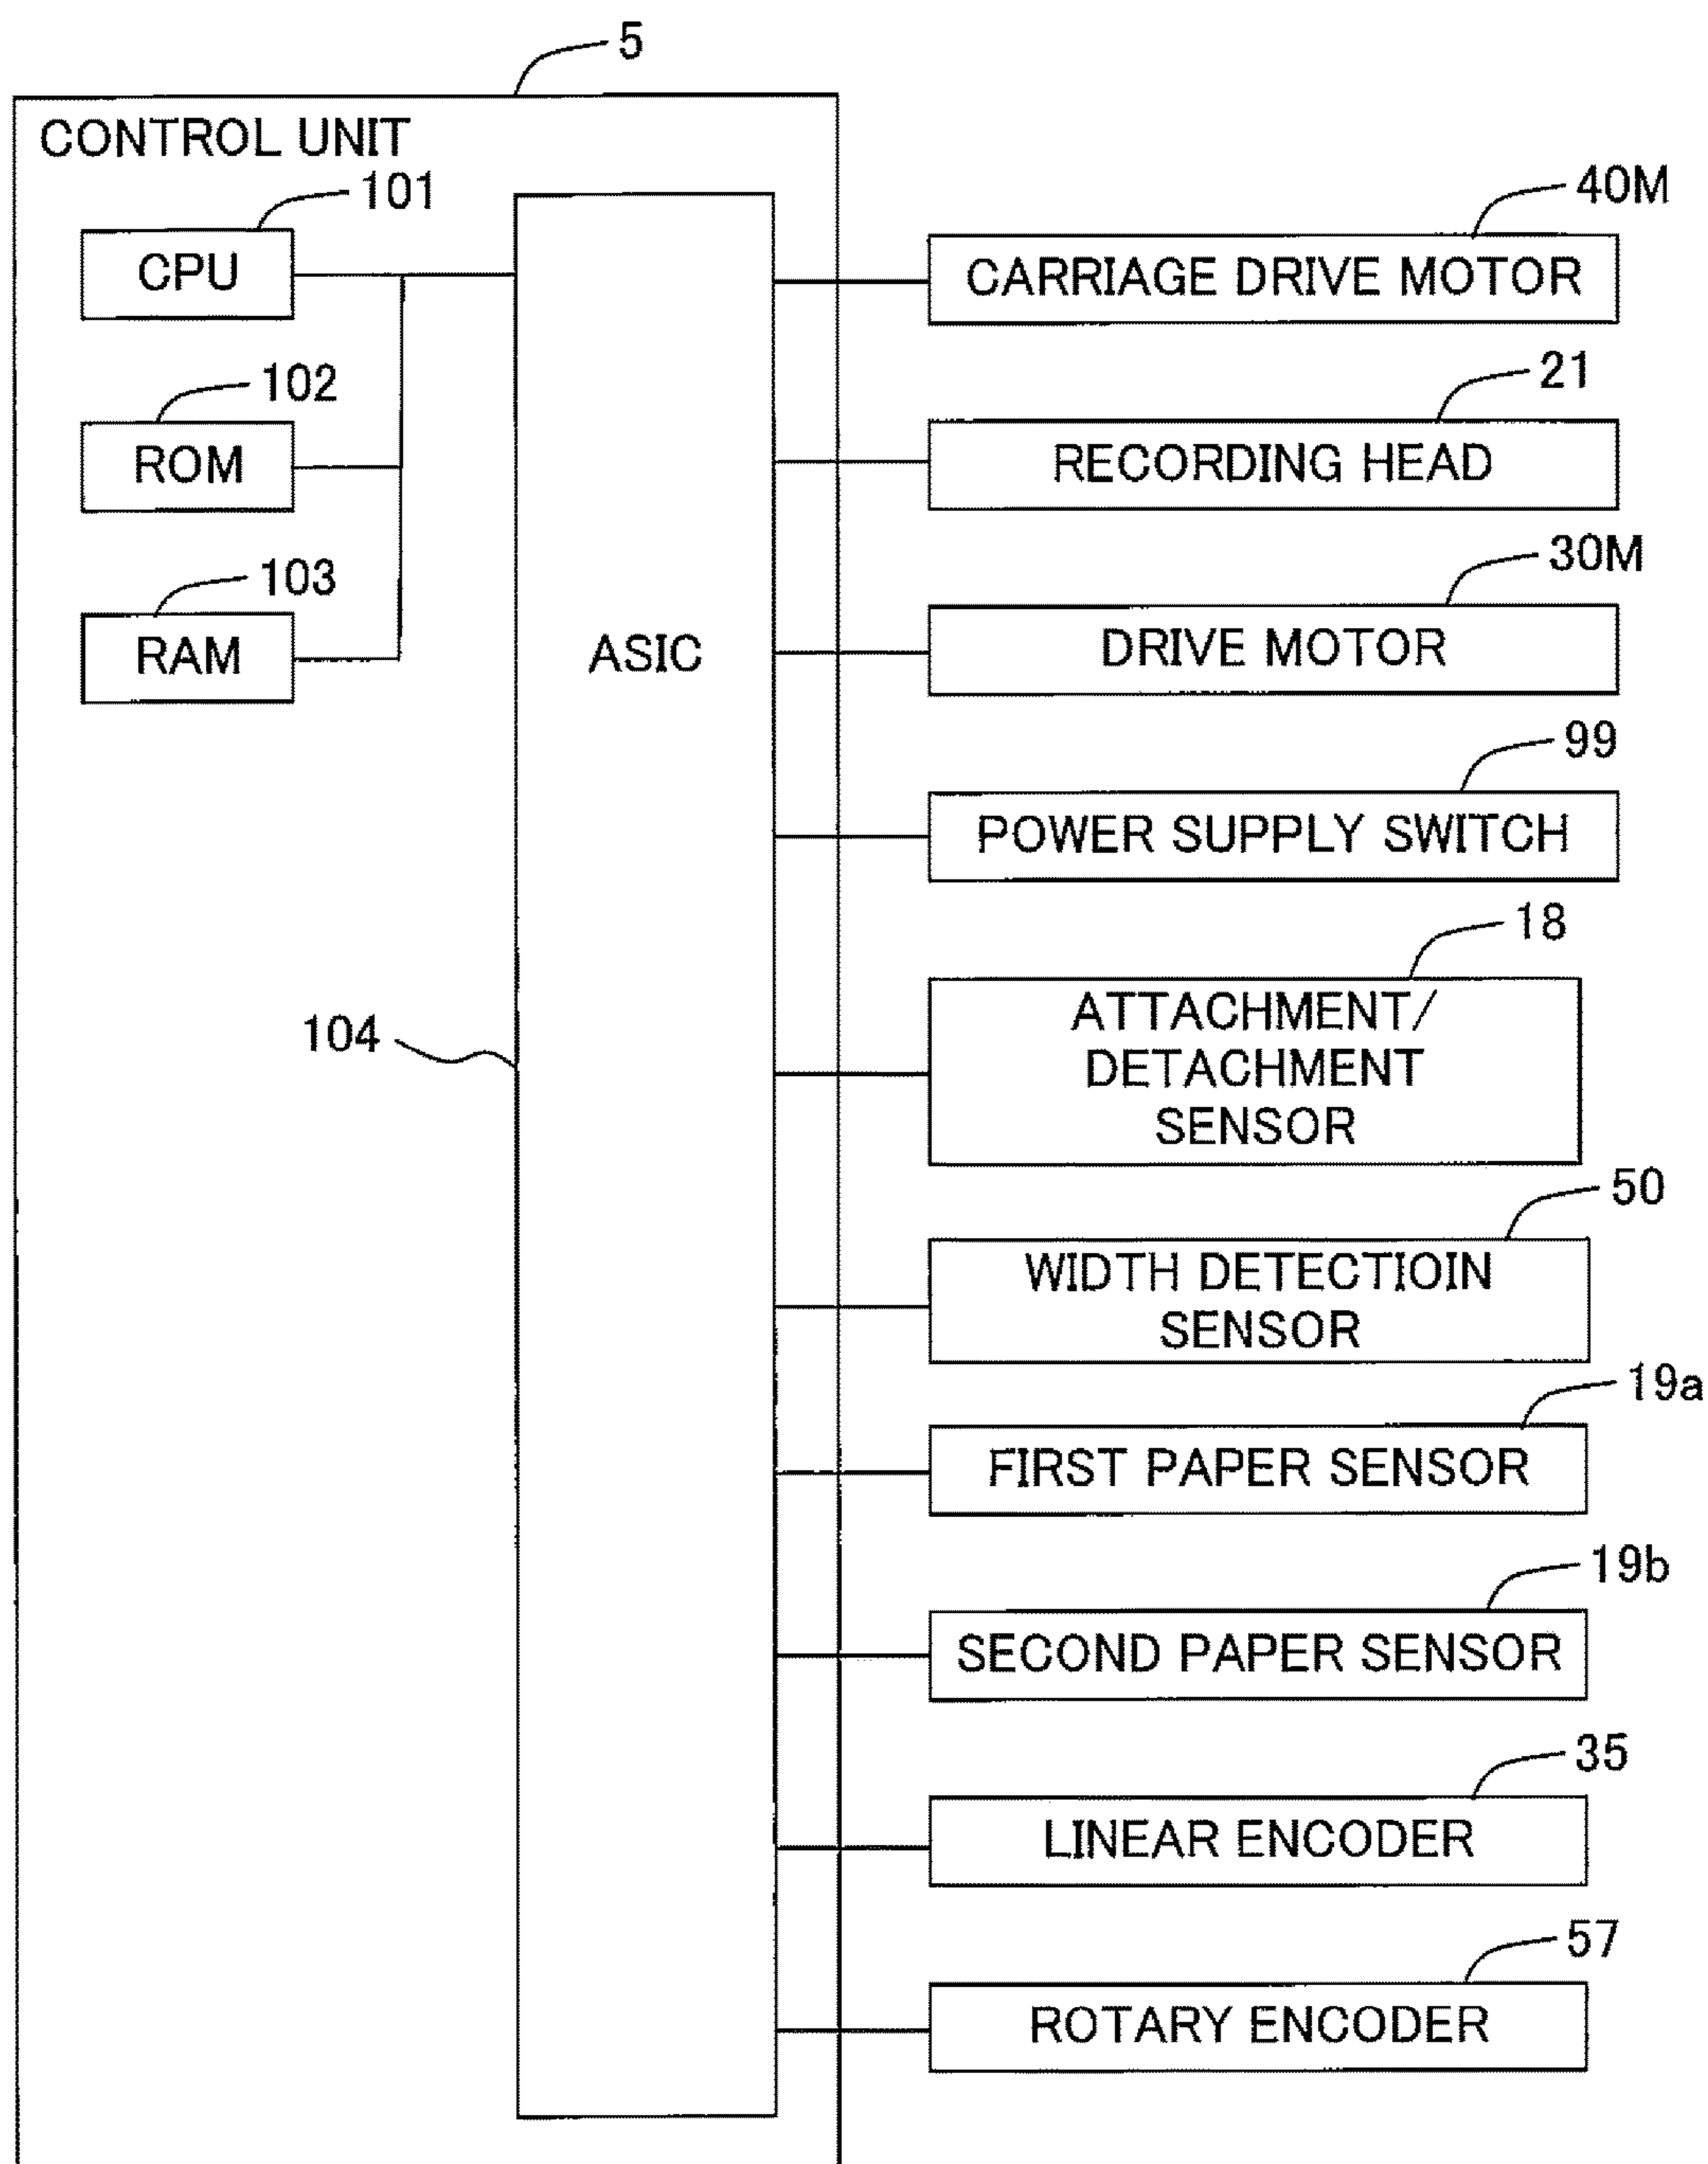 5
CONTROL UNIT
101
CPU
102
ROM
103
RAM
ASIC
104
40M
CARRIAGE DRIVE MOTOR
21
RECORDING HEAD
30M
DRIVE MOTOR
99
POWER SUPPLY SWITCH
18
ATTACHMENT/
DETACHMENT
SENSOR
50
WIDTH DETECTIOIN
SENSOR
19a
FIRST PAPER SENSOR
19b
SECOND PAPER SENSOR
35
LINEAR ENCODER
57
ROTARY ENCODER